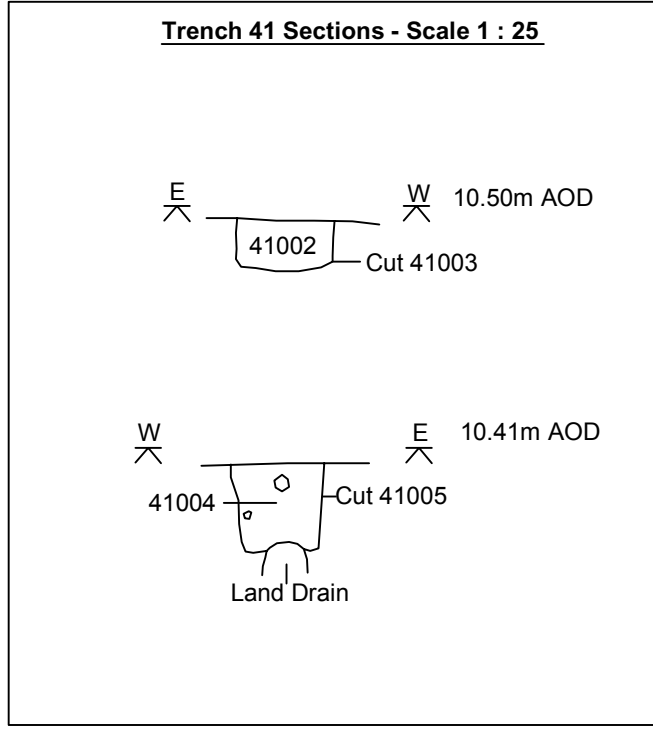 Trench 41 Sections - Scale 1 : 25
E W 10.50m AOD
41002
Cut 41003
W E 10.41m AOD
41004 Cut 41005
Land Drain